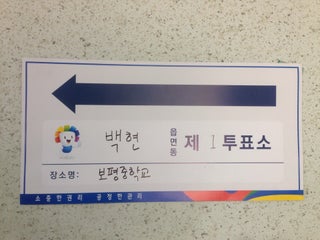 백현 읍면동 제 1 투표소
장소명: 보평중학교
소중한권리 공정한관리